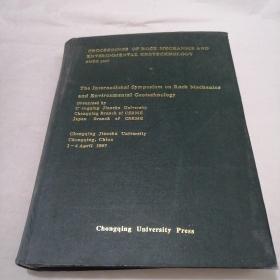 PROCEEDINGS OF ROCK MECHANICS AND
ENVIRONMENTAL GEOTECHNOLOGY
The International Symposium on Rock Mechanics
and Environmental Geotechnology
Organized by
Chongqing Jianzhu University
Chongqing Branch of CSRME
Japan Branch of CSRME
Chongqing Jianzhu University
Chongqing, China
1-4 April 1997
Chongqing University Press